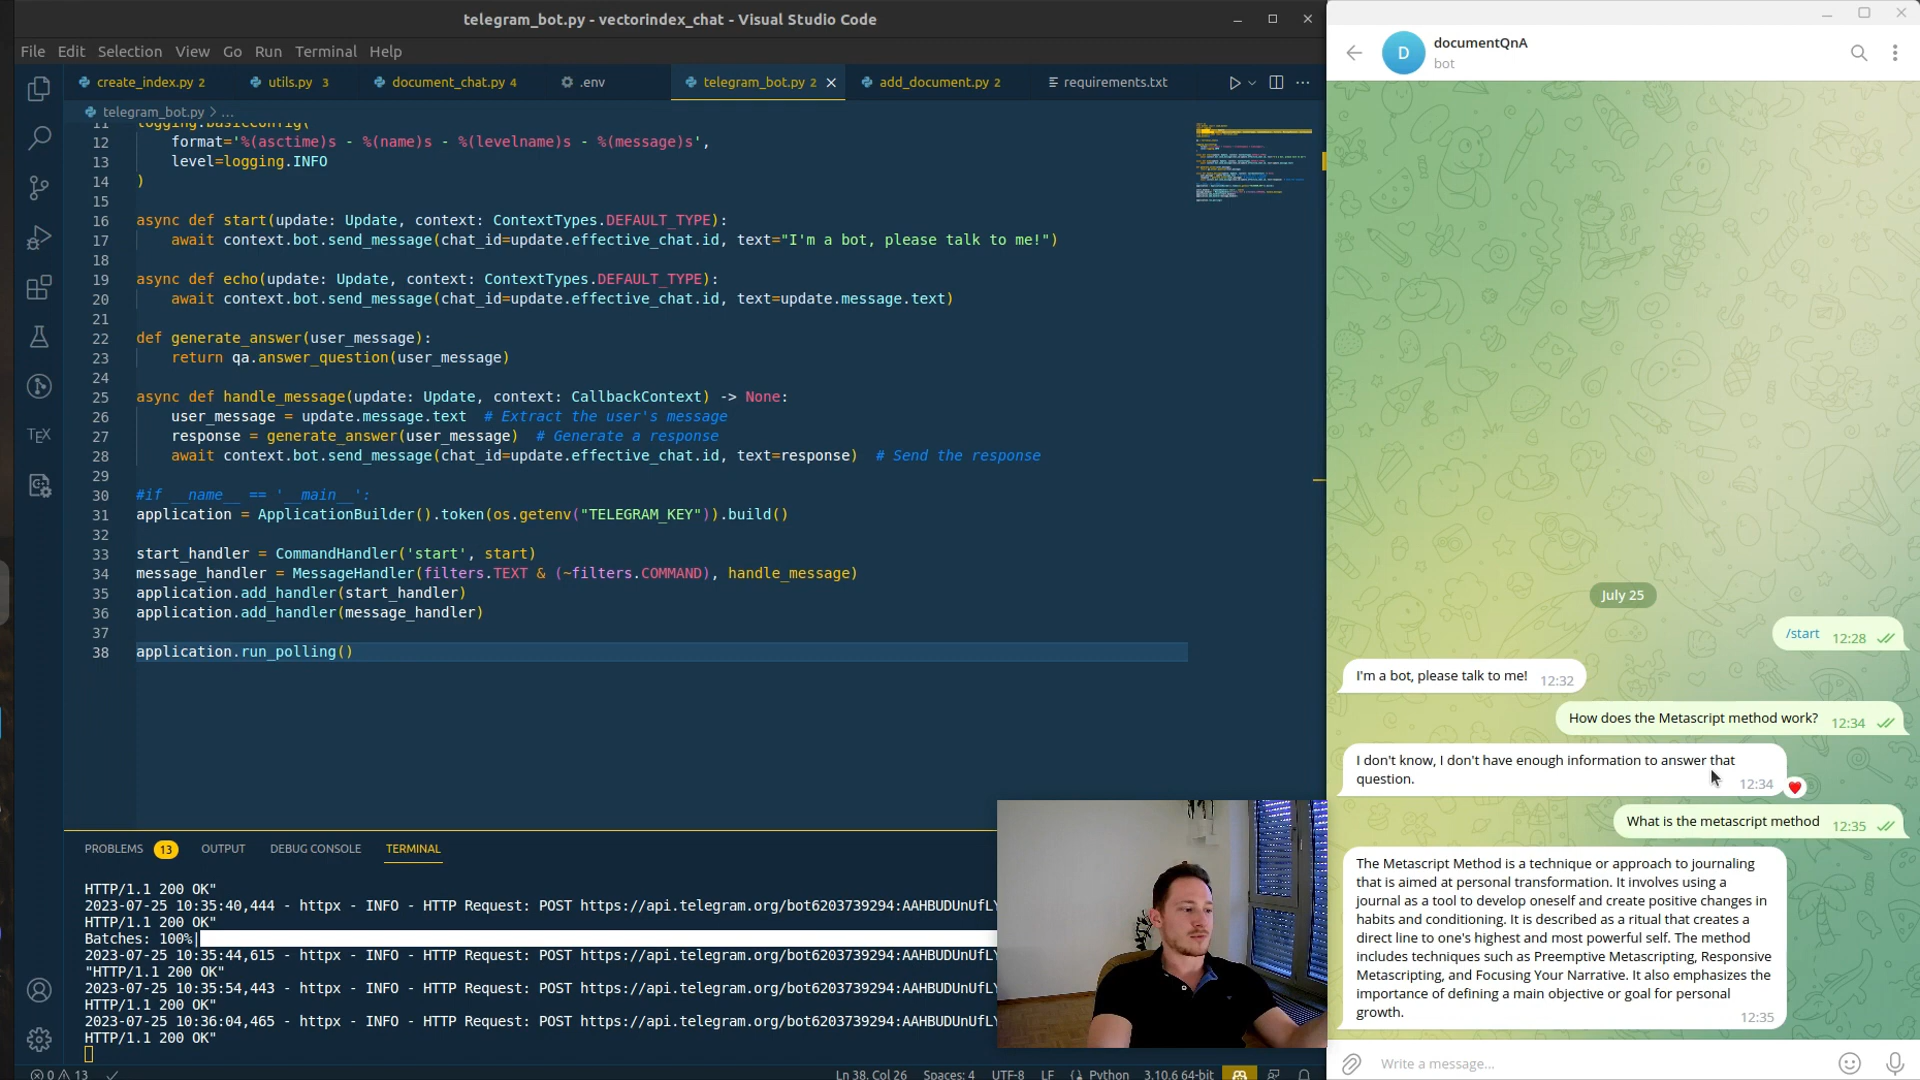 telegram_bot.py - vectorindex_chat - Visual Studio Code
File Edit Selection View Go Run Terminal Help
create_index.py 2 utils.py 3 document_chat.py 4 .env telegram_bot.py 2 add_document.py 2 requirements.txt
telegram_bot.py > ...
11 logging.basicConfig(
12 format='%(asctime)s - %(name)s - %(levelname)s - %(message)s',
13 level=logging.INFO
14 )
15
16 async def start(update: Update, context: ContextTypes.DEFAULT_TYPE):
17 await context.bot.send_message(chat_id=update.effective_chat.id, text="I'm a bot, please talk to me!")
18
19 async def echo(update: Update, context: ContextTypes.DEFAULT_TYPE):
20 await context.bot.send_message(chat_id=update.effective_chat.id, text=update.message.text)
21
22 def generate_answer(user_message):
23 return qa.answer_question(user_message)
24
25 async def handle_message(update: Update, context: CallbackContext) -> None:
26 user_message = update.message.text # Extract the user's message
27 response = generate_answer(user_message) # Generate a response
28 await context.bot.send_message(chat_id=update.effective_chat.id, text=response) # Send the response
29
30 #if __name__ == '__main__':
31 application = ApplicationBuilder().token(os.getenv("TELEGRAM_KEY")).build()
32
33 start_handler = CommandHandler('start', start)
34 message_handler = MessageHandler(filters.TEXT & (~filters.COMMAND), handle_message)
35 application.add_handler(start_handler)
36 application.add_handler(message_handler)
37
38 application.run_polling()
PROBLEMS 13 OUTPUT DEBUG CONSOLE TERMINAL
HTTP/1.1 200 OK"
2023-07-25 10:35:40,444 - httpx - INFO - HTTP Request: POST https://api.telegram.org/bot6203739294:AAHBUDUnUfLY
HTTP/1.1 200 OK"
Batches: 100%|
2023-07-25 10:35:44,615 - httpx - INFO - HTTP Request: POST https://api.telegram.org/bot6203739294:AAHBUDUnUfLY
"HTTP/1.1 200 OK"
2023-07-25 10:35:54,443 - httpx - INFO - HTTP Request: POST https://api.telegram.org/bot6203739294:AAHBUDUnUfLY
HTTP/1.1 200 OK"
2023-07-25 10:36:04,465 - httpx - INFO - HTTP Request: POST https://api.telegram.org/bot6203739294:AAHBUDUnUfLY
HTTP/1.1 200 OK"
TEX
0 13 Ln 38, Col 26 Spaces: 4 UTF-8 LF Python 3.10.6 64-bit
D documentQnA
bot
July 25
/start 12:28
I'm a bot, please talk to me! 12:32
How does the Metascript method work? 12:34
I don't know, I don't have enough information to answer that
question. 12:34
What is the metascript method 12:35
The Metascript Method is a technique or approach to journaling
that is aimed at personal transformation. It involves using a
journal as a tool to develop oneself and create positive changes in
habits and conditioning. It is described as a ritual that creates a
direct line to one's highest and most powerful self. The method
includes techniques such as Preemptive Metascripting, Responsive
Metascripting, and Focusing Your Narrative. It also emphasizes the
importance of defining a main objective or goal for personal
growth. 12:35
Write a message...